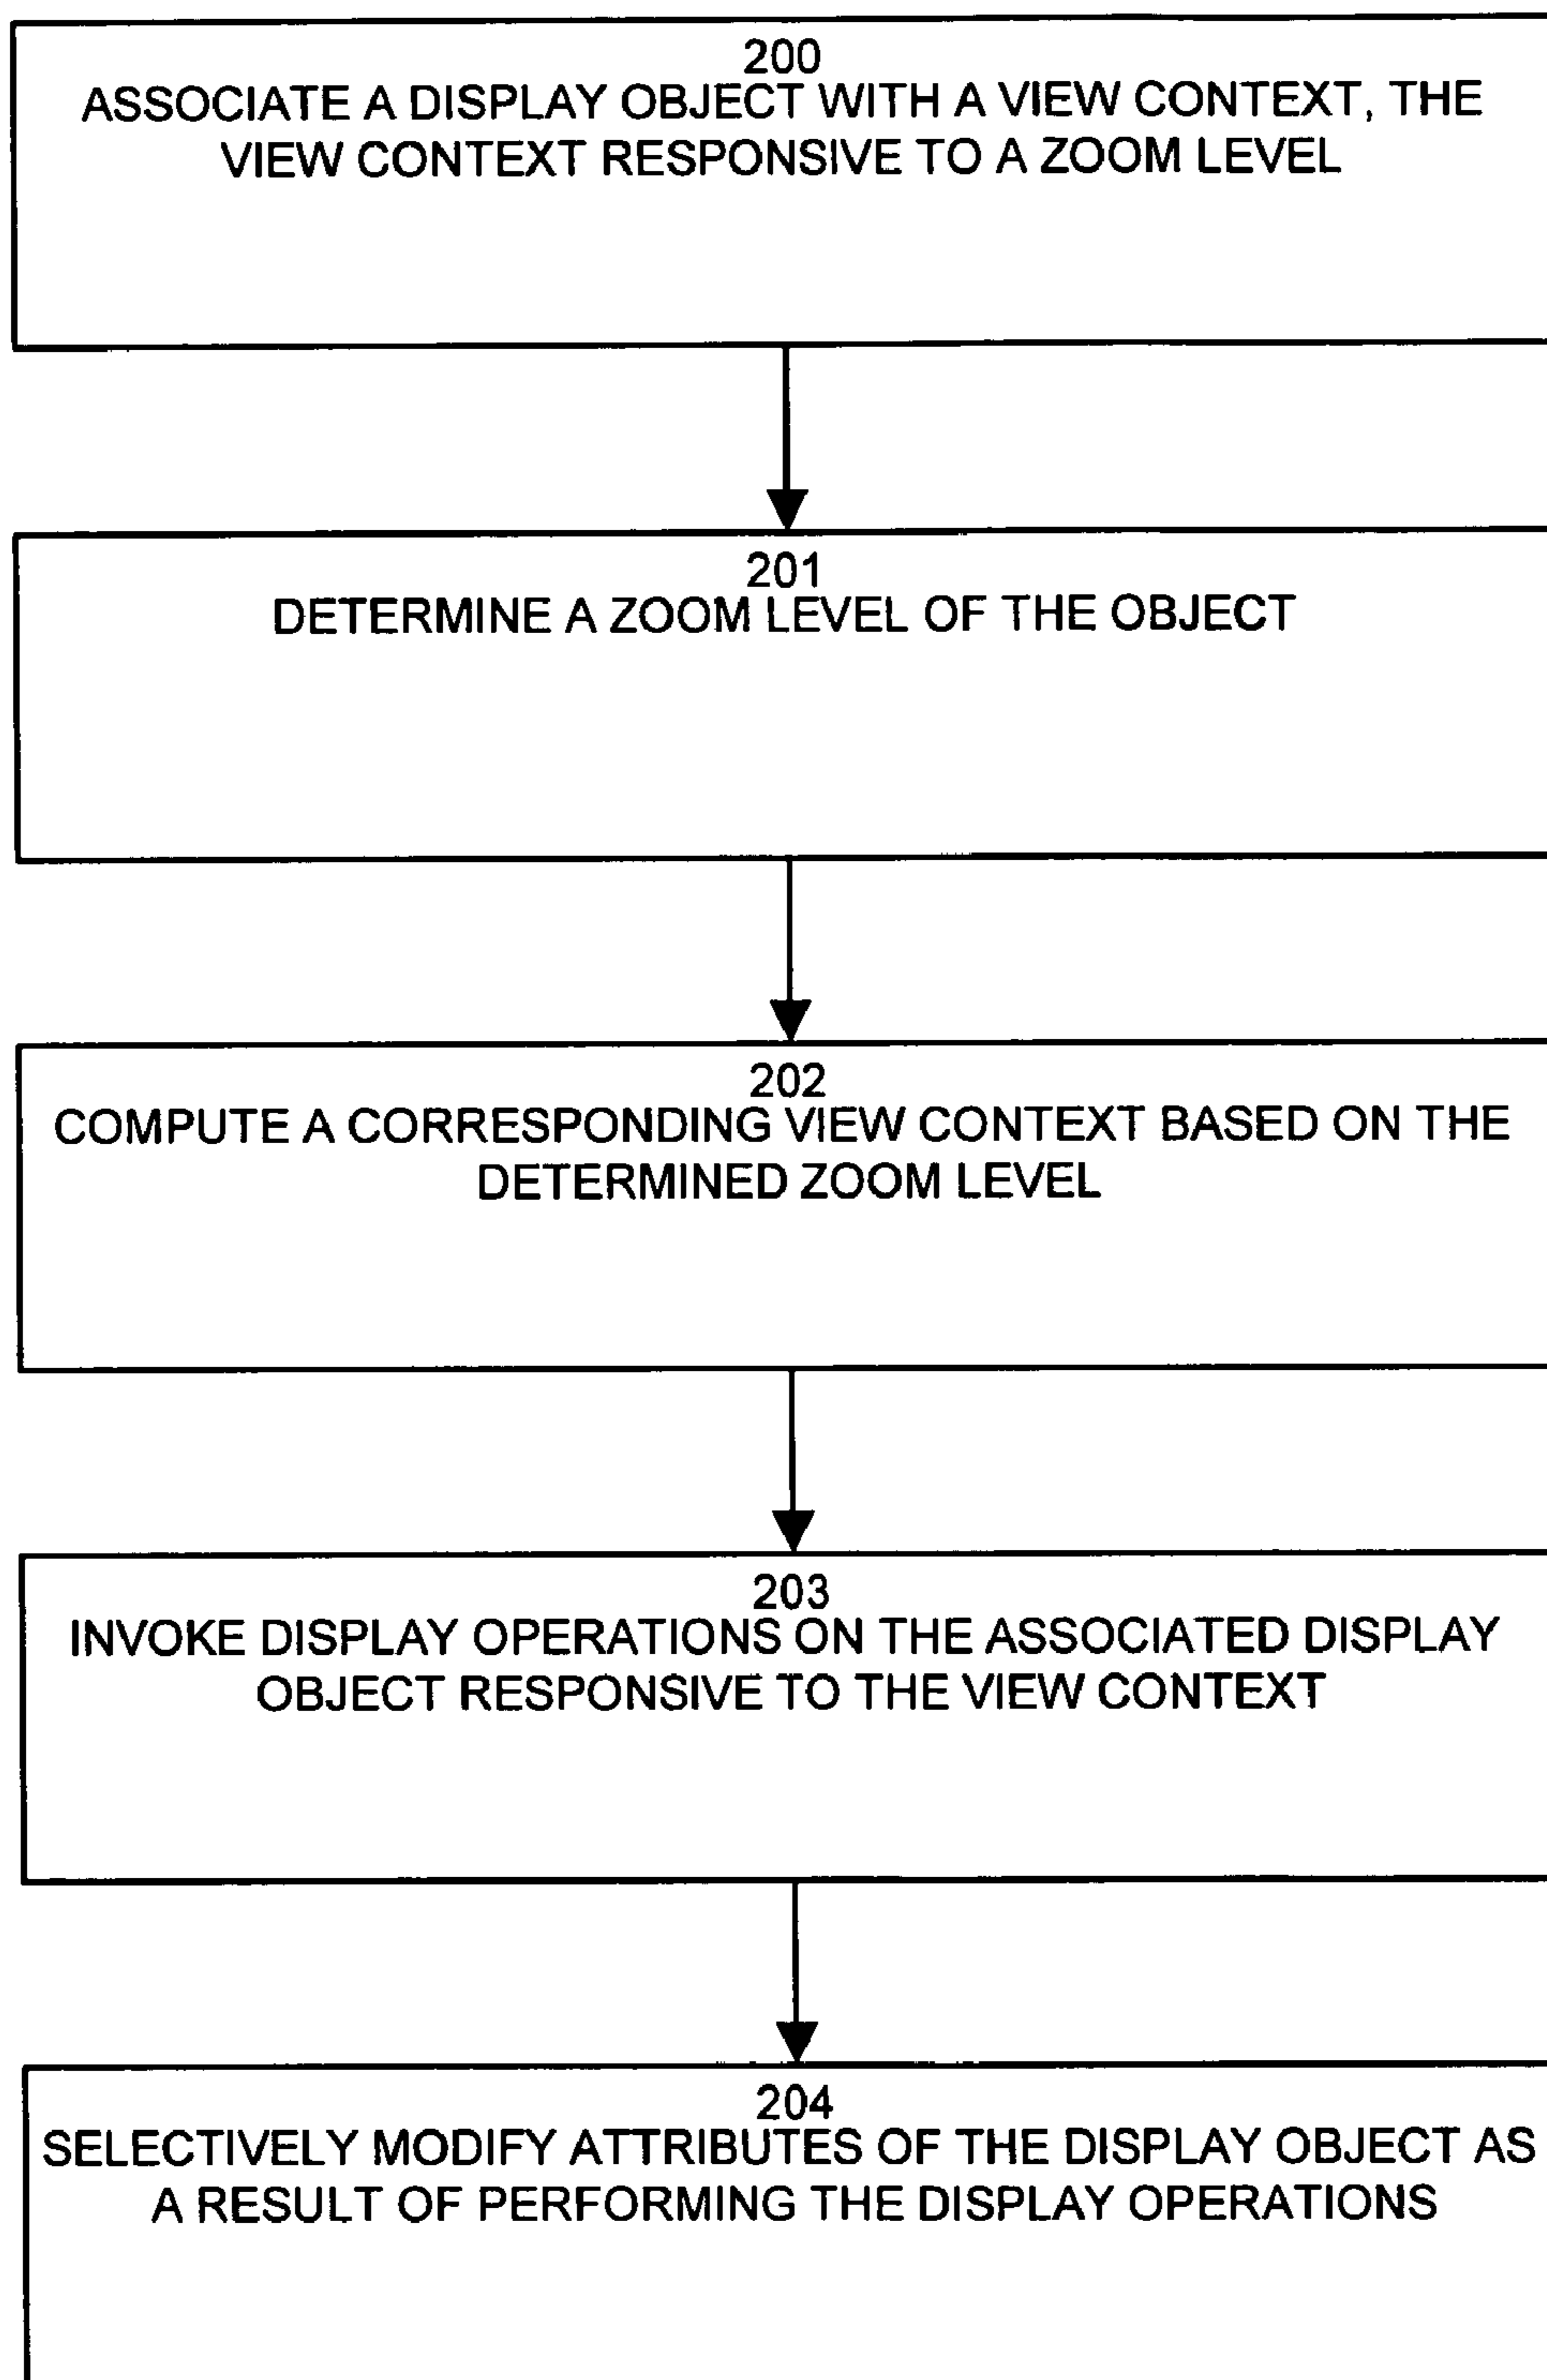 200
ASSOCIATE A DISPLAY OBJECT WITH A VIEW CONTEXT, THE
VIEW CONTEXT RESPONSIVE TO A ZOOM LEVEL
201
DETERMINE A ZOOM LEVEL OF THE OBJECT
202
COMPUTE A CORRESPONDING VIEW CONTEXT BASED ON THE
DETERMINED ZOOM LEVEL
203
INVOKE DISPLAY OPERATIONS ON THE ASSOCIATED DISPLAY
OBJECT RESPONSIVE TO THE VIEW CONTEXT
204
SELECTIVELY MODIFY ATTRIBUTES OF THE DISPLAY OBJECT AS
A RESULT OF PERFORMING THE DISPLAY OPERATIONS